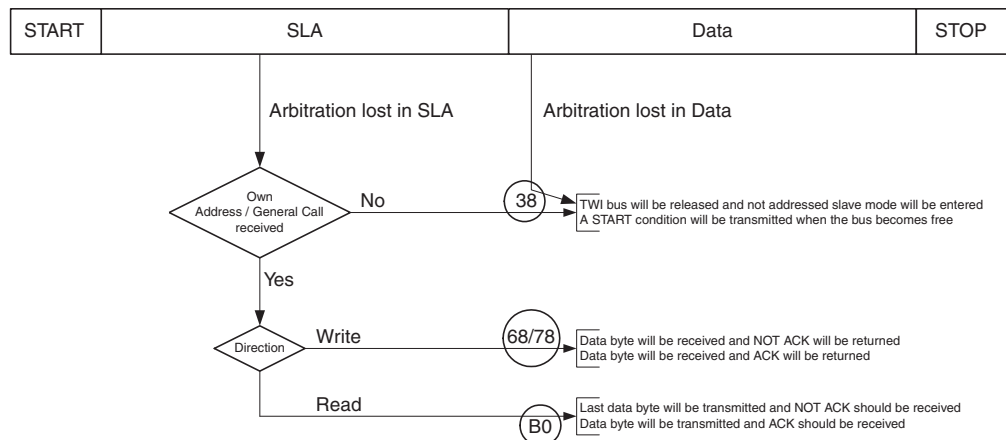 START SLA Data STOP
Arbitration lost in SLA Arbitration lost in Data
Own
Address / General Call
received
No
38
TWI bus will be released and not addressed slave mode will be entered
A START condition will be transmitted when the bus becomes free
Yes
Direction
Write
68/78
Data byte will be received and NOT ACK will be returned
Data byte will be received and ACK will be returned
Read
B0
Last data byte will be transmitted and NOT ACK should be received
Data byte will be transmitted and ACK should be received